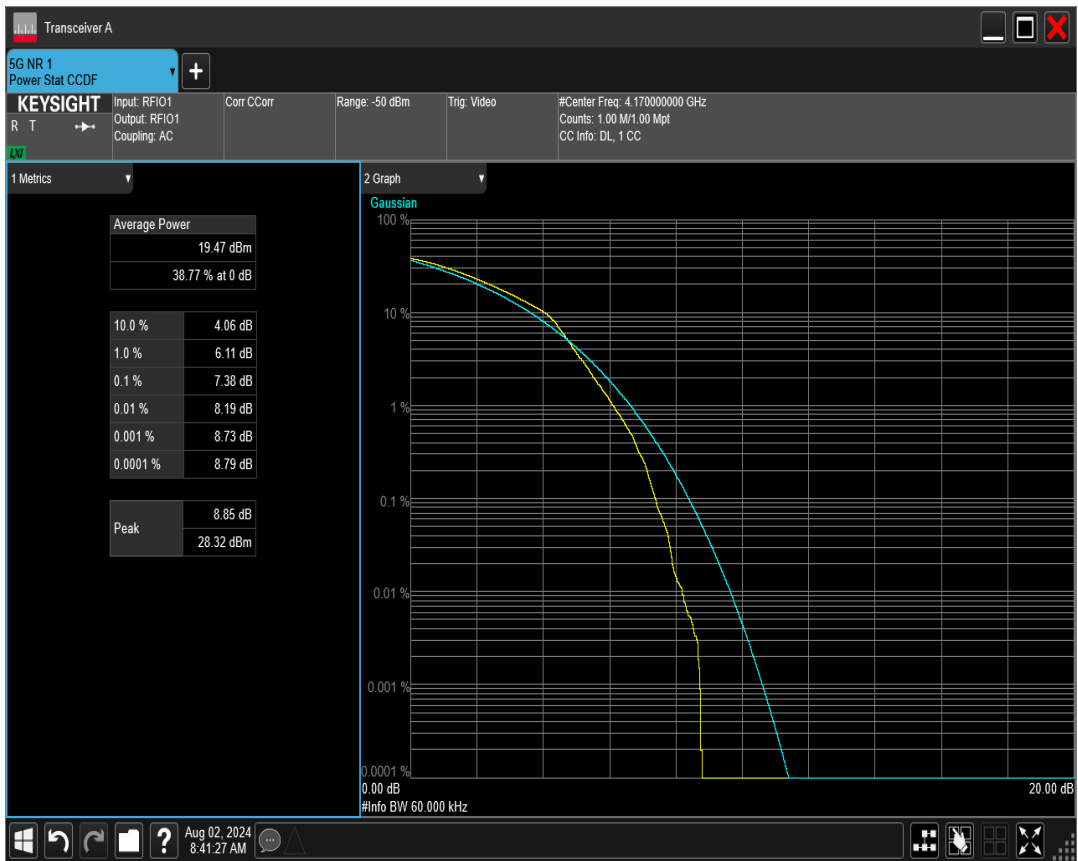 Transceiver A
5G NR 1
Power Stat CCDF
+
KEYSIGHT
R T
LXI
Input: RFIO1
Output: RFIO1
Coupling: AC
Corr CCorr
Range: -50 dBm
Trig: Video
#Center Freq: 4.170000000 GHz
Counts: 1.00 M/1.00 Mpt
CC Info: DL, 1 CC
1 Metrics
Average Power
19.47 dBm
38.77 % at 0 dB
10.0 % 4.06 dB
1.0 % 6.11 dB
0.1 % 7.38 dB
0.01 % 8.19 dB
0.001 % 8.73 dB
0.0001 % 8.79 dB
Peak
8.85 dB
28.32 dBm
2 Graph
Gaussian
100 %
10 %
1 %
0.1 %
0.01 %
0.001 %
0.0001 %
0.00 dB 20.00 dB
#Info BW 60.000 kHz
?
Aug 02, 2024
8:41:27 AM